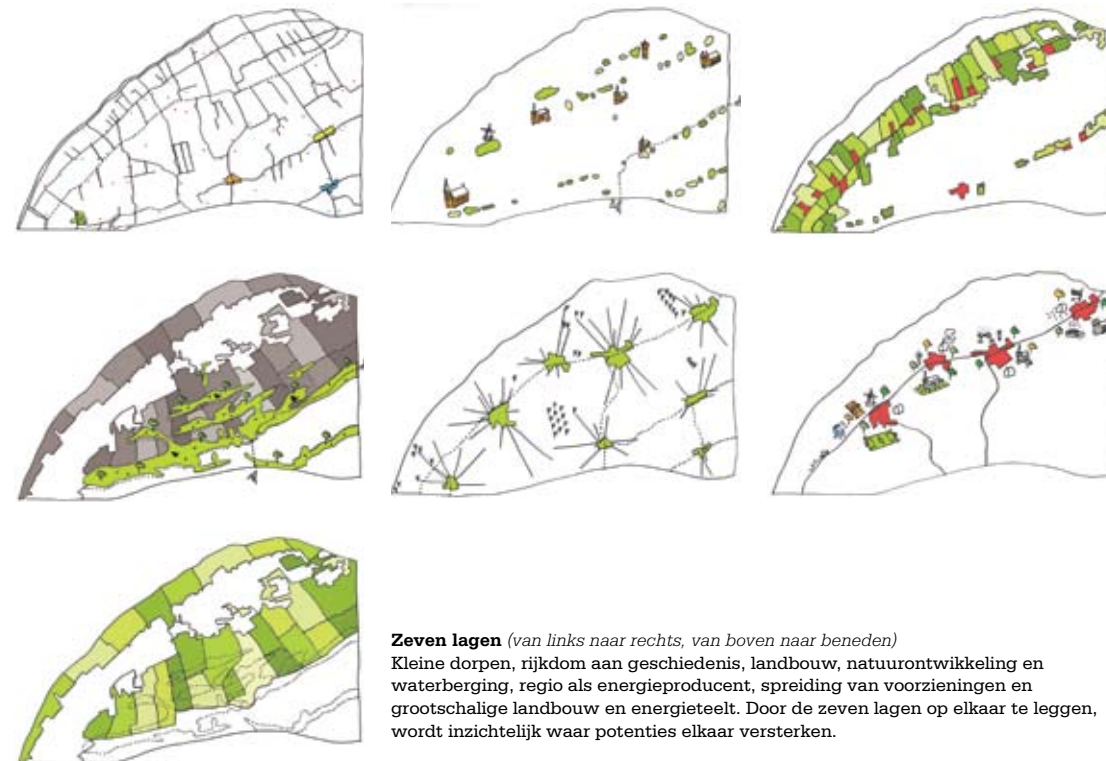 Zeven lagen (van links naar rechts, van boven naar beneden)
Kleine dorpen, rijkdom aan geschiedenis, landbouw, natuurontwikkeling en
waterberging, regio als energieproducent, spreiding van voorzieningen en
grootschalige landbouw en energieteelt. Door de zeven lagen op elkaar te leggen,
wordt inzichtelijk waar potenties elkaar versterken.